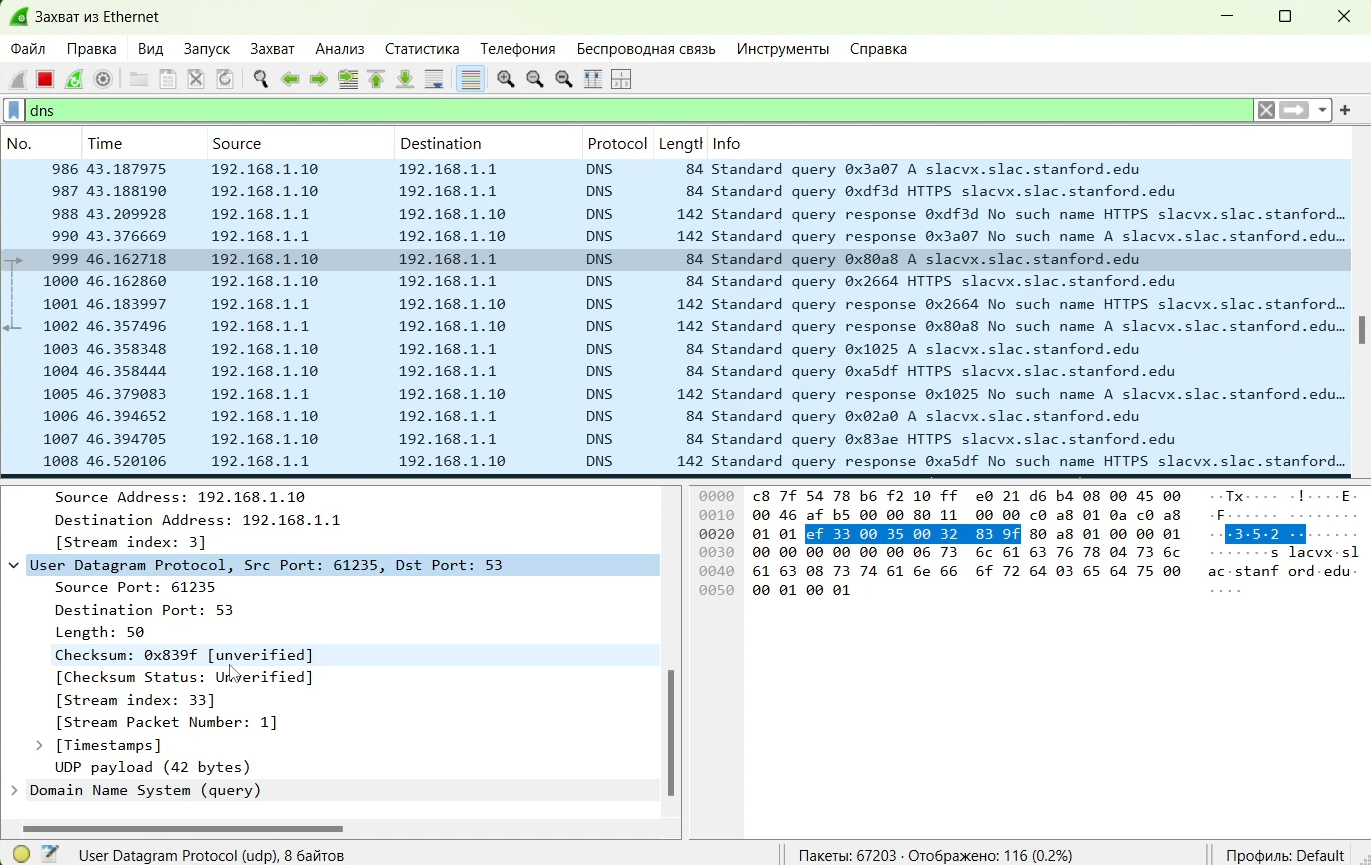 Захват из Ethernet
Файл Правка Вид Запуск Захват Анализ Статистика Телефония Беспроводная связь Инструменты Справка
dns
No. Time Source Destination Protocol Lengtl Info
986 43.187975 192.168.1.10 192.168.1.1 DNS 84 Standard query 0x3a07 A slacvx.slac.stanford.edu
987 43.188190 192.168.1.10 192.168.1.1 DNS 84 Standard query 0xdf3d HTTPS slacvx.slac.stanford.edu
988 43.209928 192.168.1.1 192.168.1.10 DNS 142 Standard query response 0xdf3d No such name HTTPS slacvx.slac.stanford…
990 43.376669 192.168.1.1 192.168.1.10 DNS 142 Standard query response 0x3a07 No such name A slacvx.slac.stanford.edu…
999 46.162718 192.168.1.10 192.168.1.1 DNS 84 Standard query 0x80a8 A slacvx.slac.stanford.edu
1000 46.162860 192.168.1.10 192.168.1.1 DNS 84 Standard query 0x2664 HTTPS slacvx.slac.stanford.edu
1001 46.183997 192.168.1.1 192.168.1.10 DNS 142 Standard query response 0x2664 No such name HTTPS slacvx.slac.stanford…
1002 46.357496 192.168.1.1 192.168.1.10 DNS 142 Standard query response 0x80a8 No such name A slacvx.slac.stanford.edu…
1003 46.358348 192.168.1.10 192.168.1.1 DNS 84 Standard query 0x1025 A slacvx.slac.stanford.edu
1004 46.358444 192.168.1.10 192.168.1.1 DNS 84 Standard query 0xa5df HTTPS slacvx.slac.stanford.edu
1005 46.379083 192.168.1.1 192.168.1.10 DNS 142 Standard query response 0x1025 No such name A slacvx.slac.stanford.edu…
1006 46.394652 192.168.1.10 192.168.1.1 DNS 84 Standard query 0x02a0 A slacvx.slac.stanford.edu
1007 46.394705 192.168.1.10 192.168.1.1 DNS 84 Standard query 0x83ae HTTPS slacvx.slac.stanford.edu
1008 46.520106 192.168.1.1 192.168.1.10 DNS 142 Standard query response 0xa5df No such name HTTPS slacvx.slac.stanford…
Source Address: 192.168.1.10
Destination Address: 192.168.1.1
[Stream index: 3]
User Datagram Protocol, Src Port: 61235, Dst Port: 53
Source Port: 61235
Destination Port: 53
Length: 50
Checksum: 0x839f [unverified]
[Checksum Status: Unverified]
[Stream index: 33]
[Stream Packet Number: 1]
[Timestamps]
UDP payload (42 bytes)
Domain Name System (query)
0000 c8 7f 54 78 b6 f2 10 ff e0 21 d6 b4 08 00 45 00 ··Tx···· ·!····E·
0010 00 46 af b5 00 00 80 11 00 00 c0 a8 01 0a c0 a8 ·F······ ········
0020 01 01 ef 33 00 35 00 32 83 9f 80 a8 01 00 00 01 ···3·5·2 ········
0030 00 00 00 00 00 00 06 73 6c 61 63 76 78 04 73 6c ·······s lacvx·sl
0040 61 63 08 73 74 61 6e 66 6f 72 64 03 65 64 75 00 ac·stanf ord·edu·
0050 00 01 00 01 ····
User Datagram Protocol (udp), 8 байтов
Пакеты: 67203 · Отображено: 116 (0.2%)
Профиль: Default